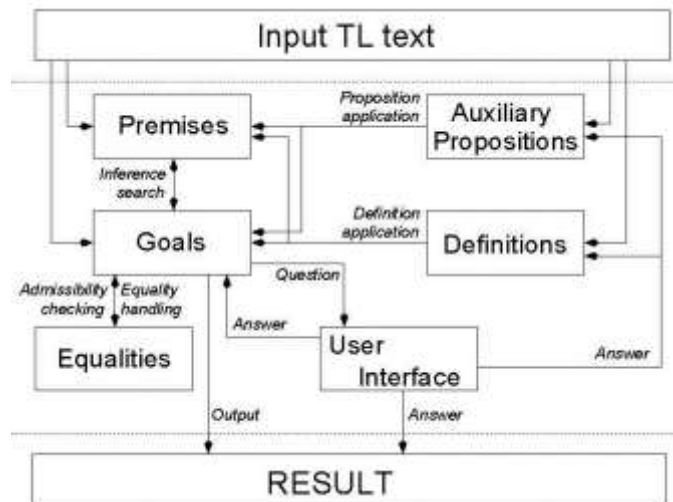 Input TL text
Premises
Proposition
application
Auxiliary
Propositions
Inference
search
Goals
Definition
application
Definitions
Admissibility
checking
Equality
handling
Question
Answer
Equalities
User
Interface
Answer
Output
Answer
RESULT